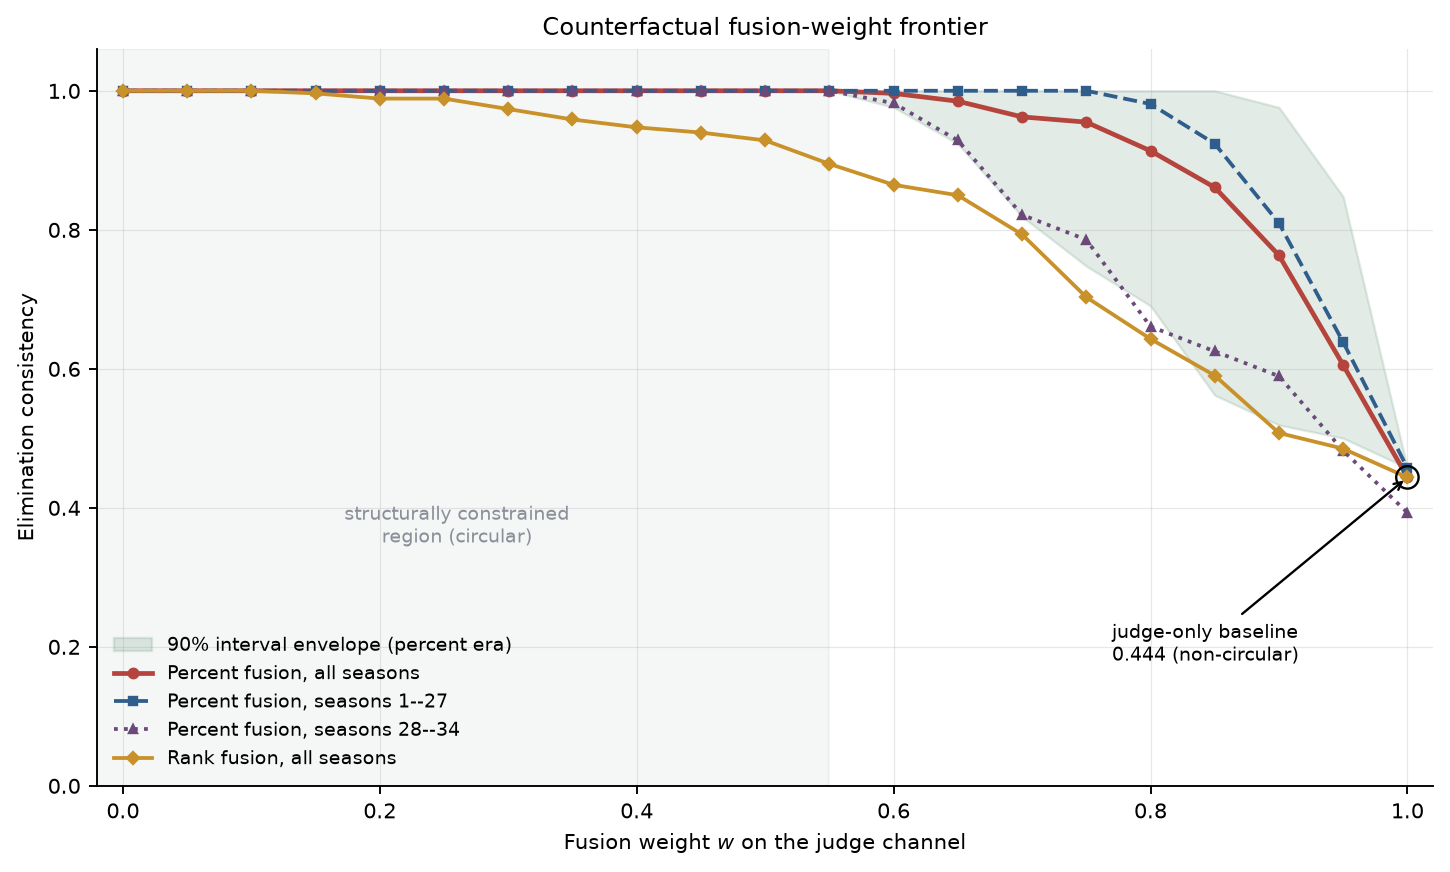 Counterfactual fusion-weight frontier
Elimination consistency
1.0
0.8
0.6
0.4
0.2
0.0
structurally constrained
region (circular)
judge-only baseline
0.444 (non-circular)
90% interval envelope (percent era)
Percent fusion, all seasons
Percent fusion, seasons 1--27
Percent fusion, seasons 28--34
Rank fusion, all seasons
0.0 0.2 0.4 0.6 0.8 1.0
Fusion weight w on the judge channel